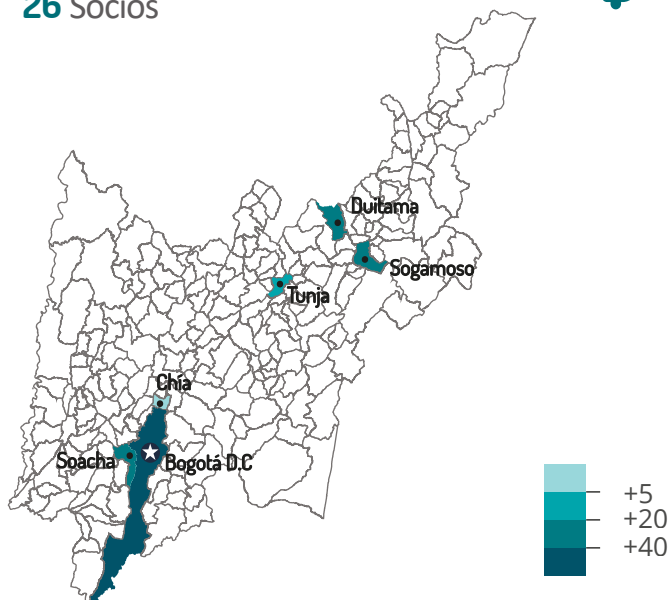 26 Socios
Duitama
Sogamoso
Tunja
Chía
Soacha
Bogotá D.C
+5
+20
+40